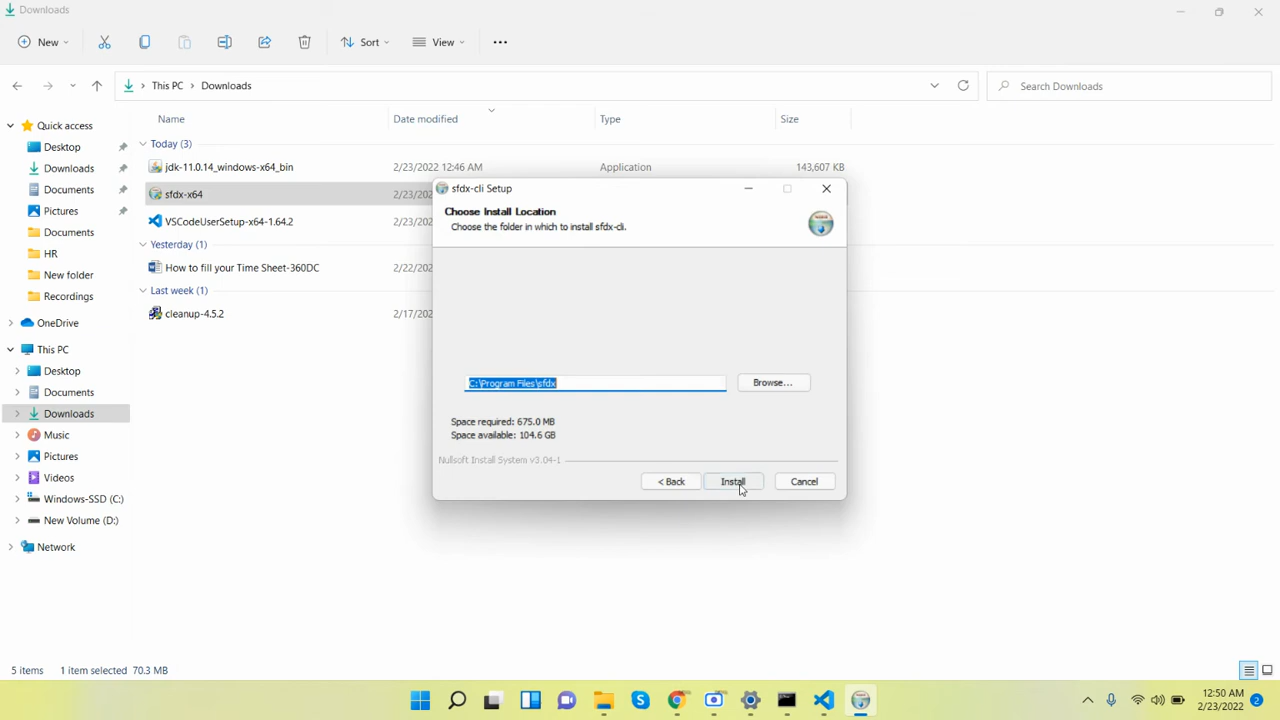 Downloads
New
Sort
View
This PC
Downloads
Search Downloads
Quick access
Desktop
Downloads
Documents
Pictures
Documents
HR
New folder
Recordings
OneDrive
This PC
Desktop
Documents
Downloads
Music
Pictures
Videos
Windows-SSD (C:)
New Volume (D:)
Network
Name
Date modified
Type
Size
Today (3)
jdk-11.0.14_windows-x64_bin
2/23/2022 12:46 AM
Application
143,607 KB
sfdx-x64
2/23/202
VSCodeUserSetup-x64-1.64.2
2/23/202
Yesterday (1)
How to fill your Time Sheet-360DC
2/22/202
Last week (1)
cleanup-4.5.2
2/17/202
sfdx-cli Setup
Choose Install Location
Choose the folder in which to install sfdx-cli.
C:\Program Files\sfdx
Browse...
Space required: 675.0 MB
Space available: 104.6 GB
Nullsoft Install System v3.04-1
< Back
Install
Cancel
5 items
1 item selected 70.3 MB
12:50 AM
2/23/2022
2